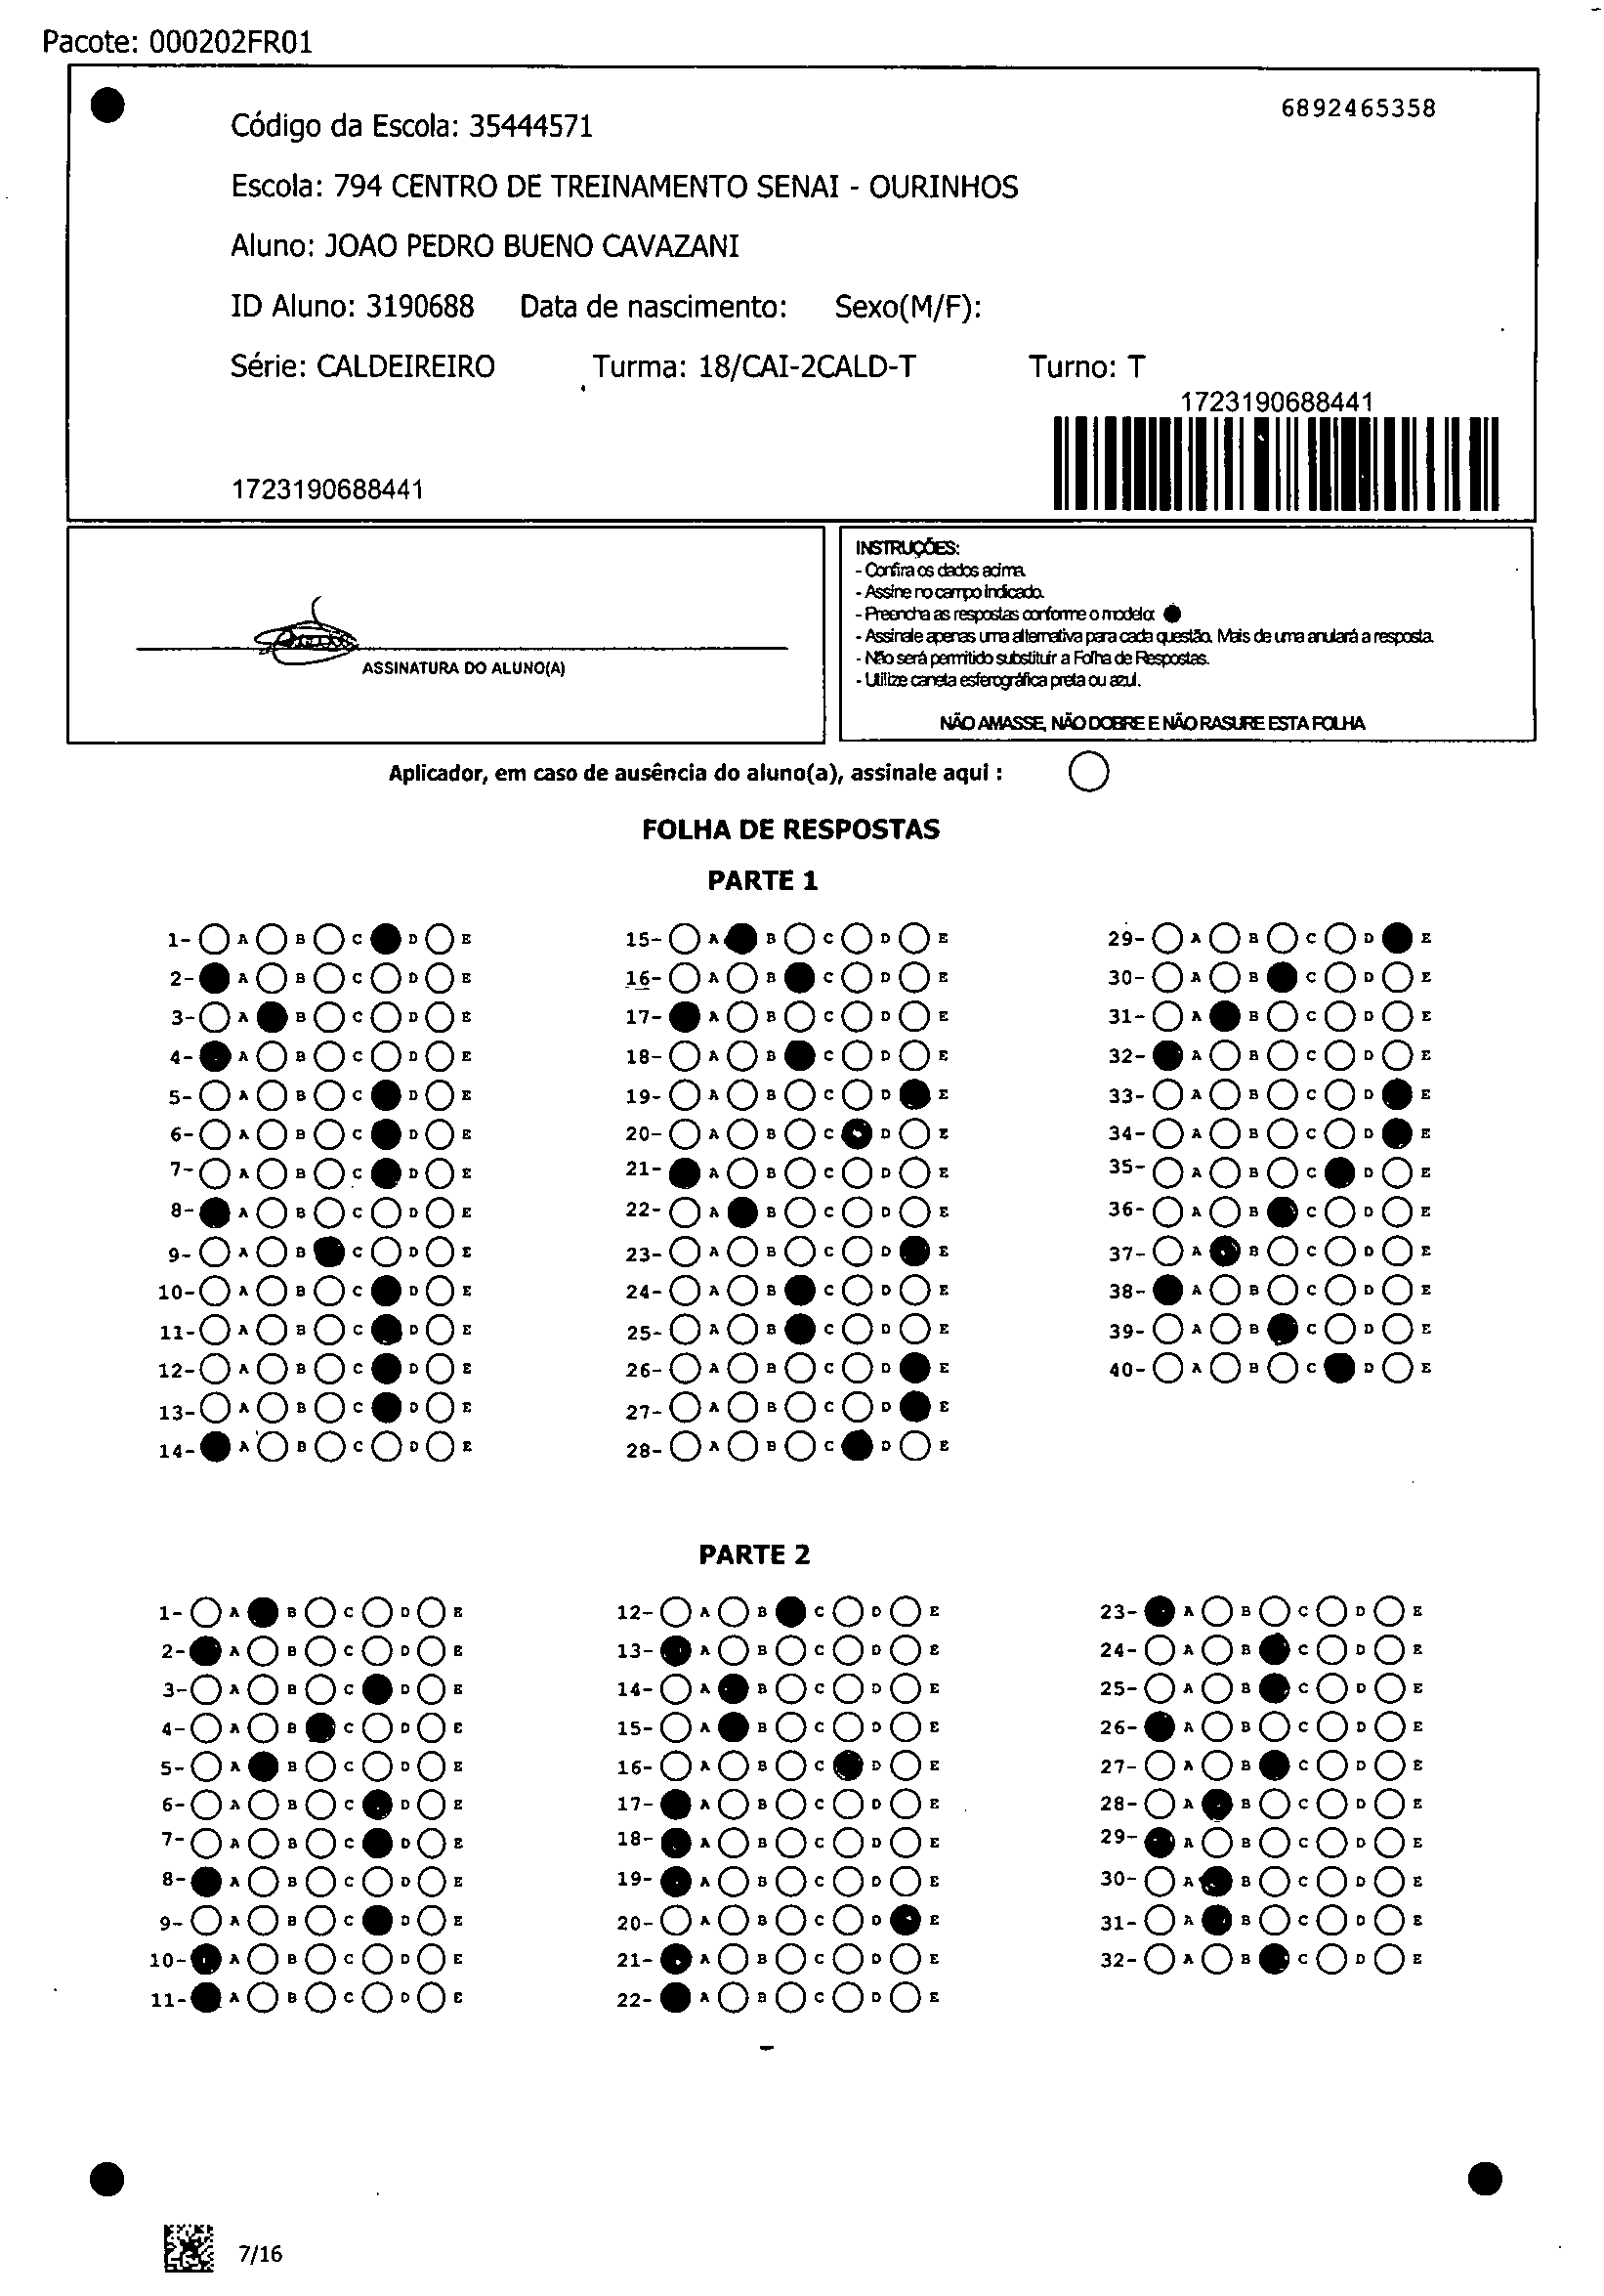 Pacote: 000202FR01
6892465358
Código da Escola: 35444571
Escola: 794 CENTRO DE TREINAMENTO SENAI - OURINHOS
Aluno: JOAO PEDRO BUENO CAVAZANI
ID Aluno: 3190688 Data de nascimento: Sexo(M/F):
Série: CALDEIREIRO Turma: 18/CAI-2CALD-T Turno: T
1723190688441
1723190688441
ASSINATURA DO ALUNO(A)
INSTRUÇÕES:
- Confira os dados acima.
- Assine no campo indicado.
- Preencha as respostas conforme o modelo:
- Assinale apenas uma alternativa para cada questão. Mais de uma anulará a resposta.
- Não será permitido substituir a Folha de Respostas.
- Utilize caneta esferográfica preta ou azul.
NÃO AMASSE, NÃO DOBRE E NÃO RASURE ESTA FOLHA
Aplicador, em caso de ausência do aluno(a), assinale aqui :
FOLHA DE RESPOSTAS
PARTE 1
1- A B C D E 15- A B C D E 29- A B C D E
2- A B C D E 16- A B C D E 30- A B C D E
3- A B C D E 17- A B C D E 31- A B C D E
4- A B C D E 18- A B C D E 32- A B C D E
5- A B C D E 19- A B C D E 33- A B C D E
6- A B C D E 20- A B C D E 34- A B C D E
7- A B C D E 21- A B C D E 35- A B C D E
8- A B C D E 22- A B C D E 36- A B C D E
9- A B C D E 23- A B C D E 37- A B C D E
10- A B C D E 24- A B C D E 38- A B C D E
11- A B C D E 25- A B C D E 39- A B C D E
12- A B C D E 26- A B C D E 40- A B C D E
13- A B C D E 27- A B C D E
14- A B C D E 28- A B C D E
PARTE 2
1- A B C D E 12- A B C D E 23- A B C D E
2- A B C D E 13- A B C D E 24- A B C D E
3- A B C D E 14- A B C D E 25- A B C D E
4- A B C D E 15- A B C D E 26- A B C D E
5- A B C D E 16- A B C D E 27- A B C D E
6- A B C D E 17- A B C D E 28- A B C D E
7- A B C D E 18- A B C D E 29- A B C D E
8- A B C D E 19- A B C D E 30- A B C D E
9- A B C D E 20- A B C D E 31- A B C D E
10- A B C D E 21- A B C D E 32- A B C D E
11- A B C D E 22- A B C D E
7/16